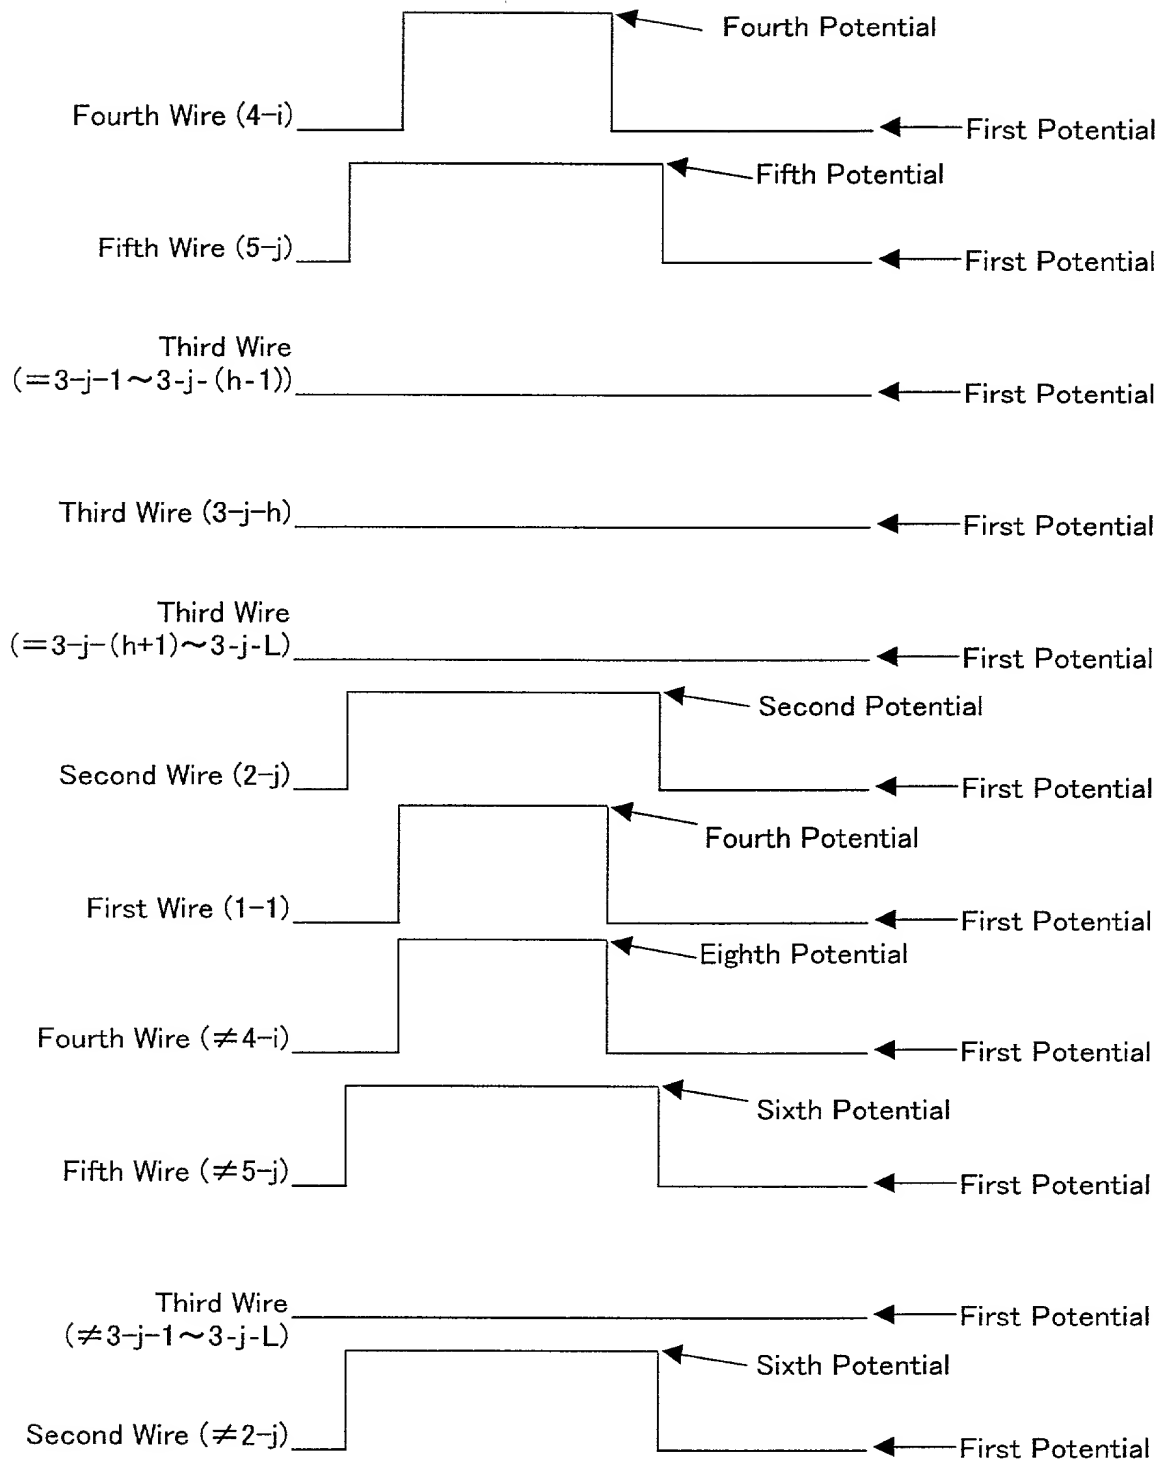 Fourth Potential
Fourth Wire (4-i)
First Potential
Fifth Potential
Fifth Wire (5-j)
First Potential
Third Wire
(=3-j-1~3-j-(h-1))
First Potential
Third Wire (3-j-h)
First Potential
Third Wire
(=3-j-(h+1)~3-j-L)
First Potential
Second Potential
Second Wire (2-j)
First Potential
Fourth Potential
First Wire (1-1)
First Potential
Eighth Potential
Fourth Wire (≠4-i)
First Potential
Sixth Potential
Fifth Wire (≠5-j)
First Potential
Third Wire
(≠3-j-1~3-j-L)
First Potential
Sixth Potential
Second Wire (≠2-j)
First Potential